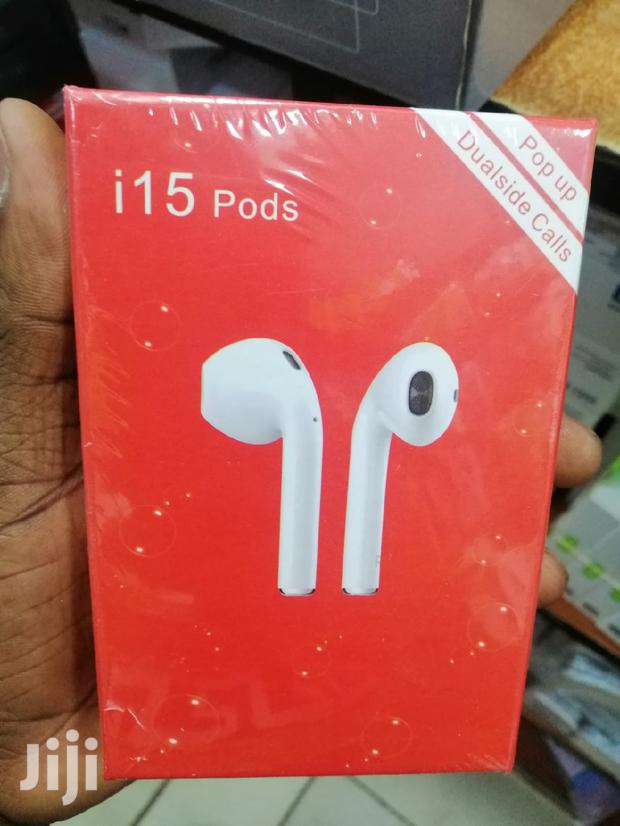 i15 Pods
Pop up
Dualside Calls
Jiji